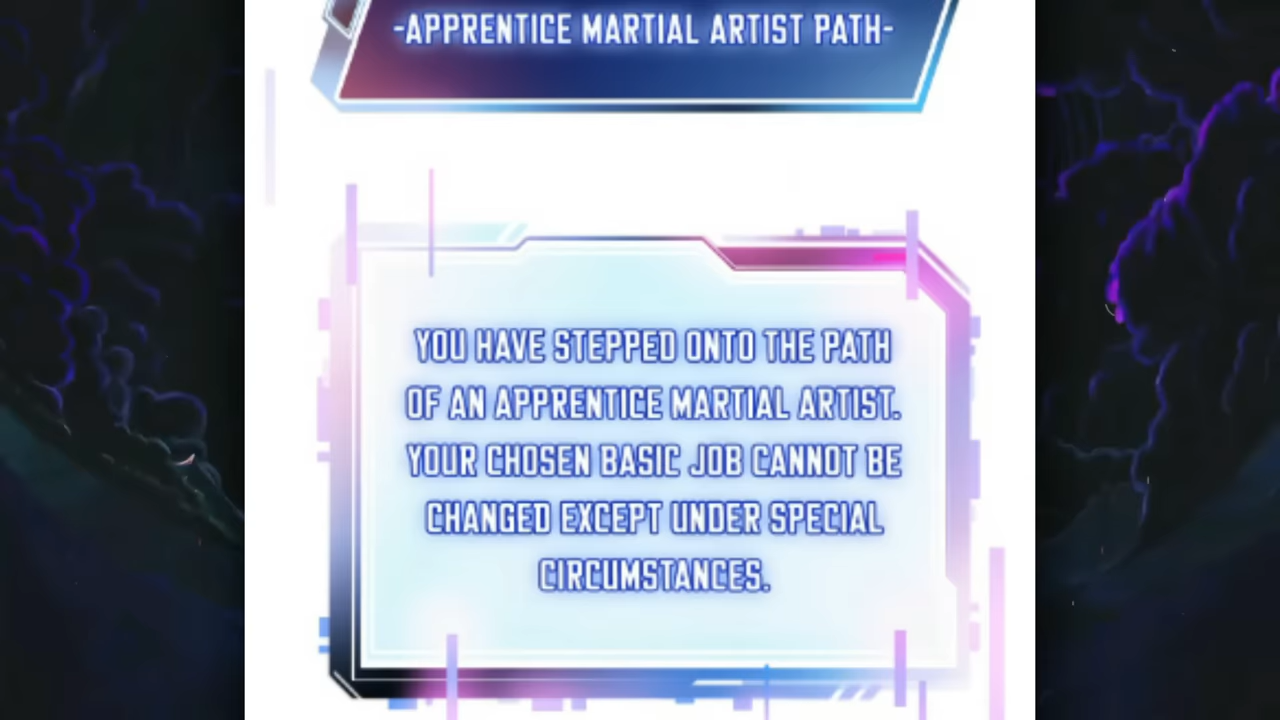 -APPRENTICE MARTIAL ARTIST PATH-
YOU HAVE STEPPED ONTO THE PATH
OF AN APPRENTICE MARTIAL ARTIST.
YOUR CHOSEN BASIC JOB CANNOT BE
CHANGED EXCEPT UNDER SPECIAL
CIRCUMSTANCES.